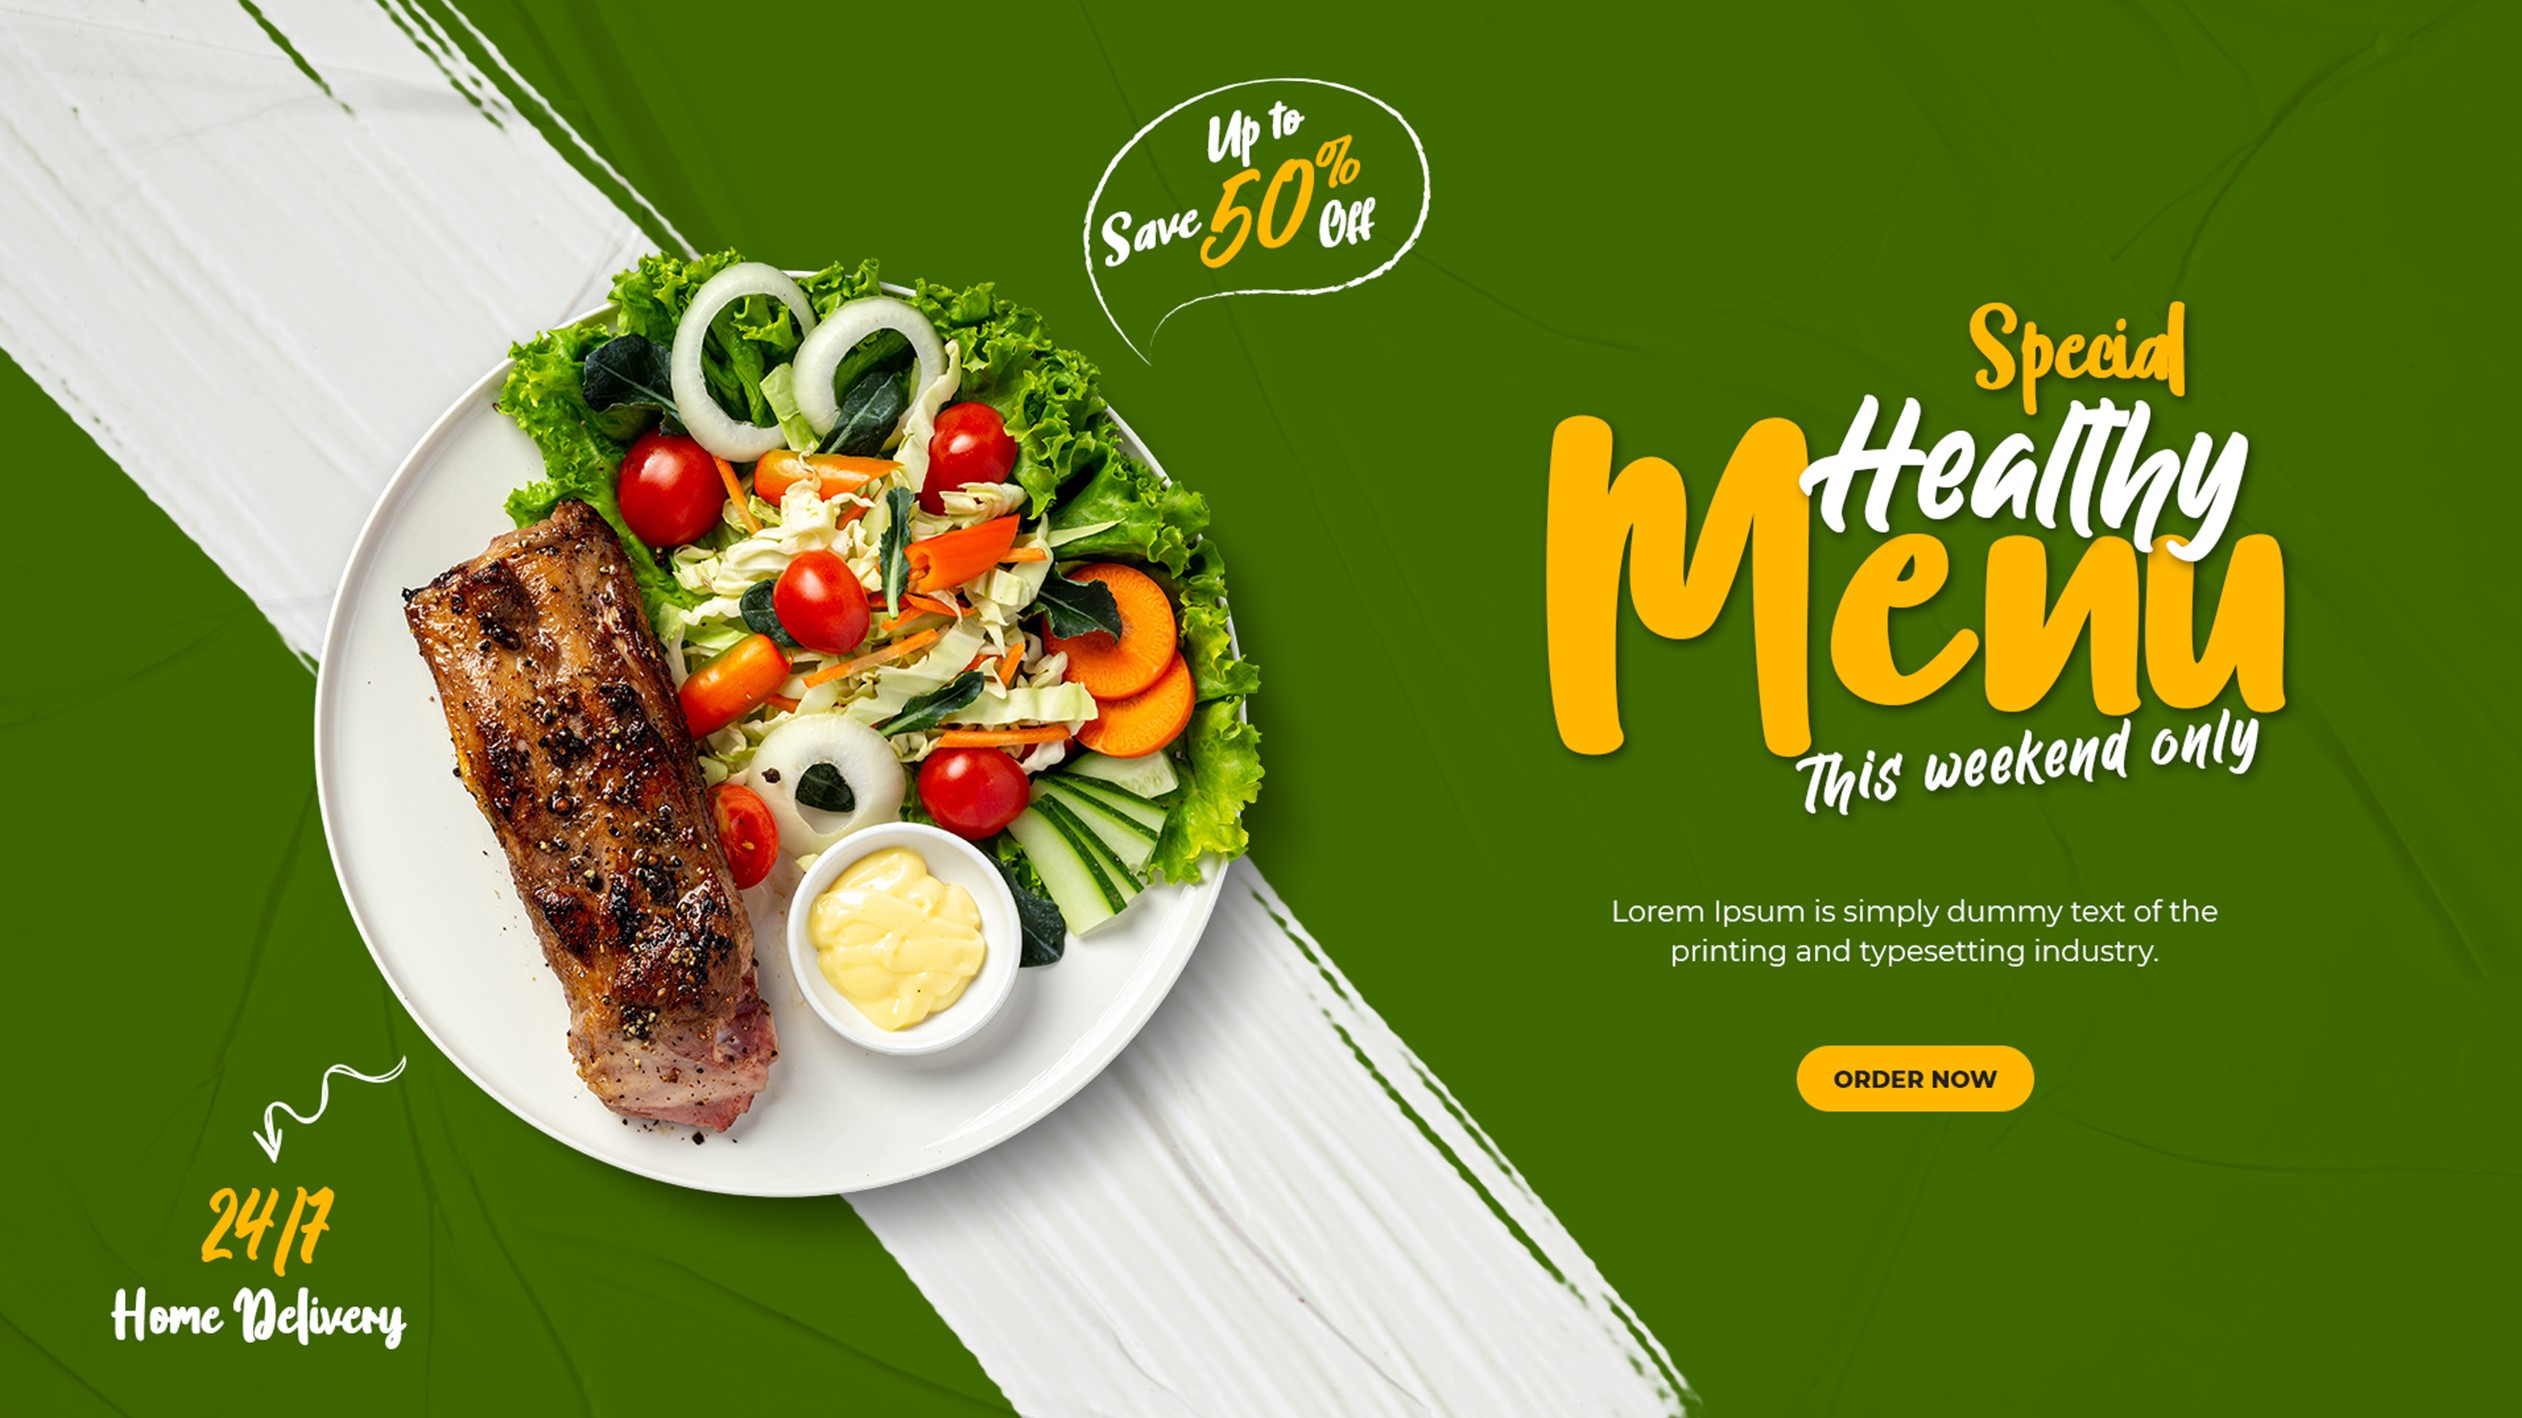 Up to
Save 50% Off
Special
Healthy
Menu
This weekend only
Lorem Ipsum is simply dummy text of the
printing and typesetting industry.
ORDER NOW
24/7
Home Delivery